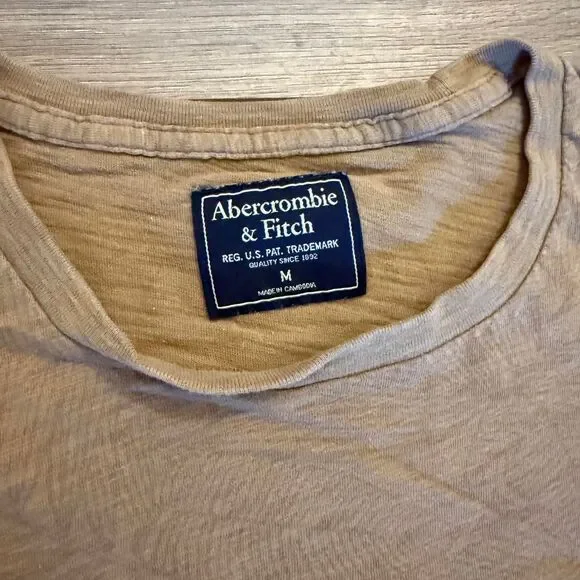 Abercrombie
& Fitch
REG. U.S. PAT. TRADEMARK
QUALITY SINCE 1892
M
MADE IN CAMBODIA